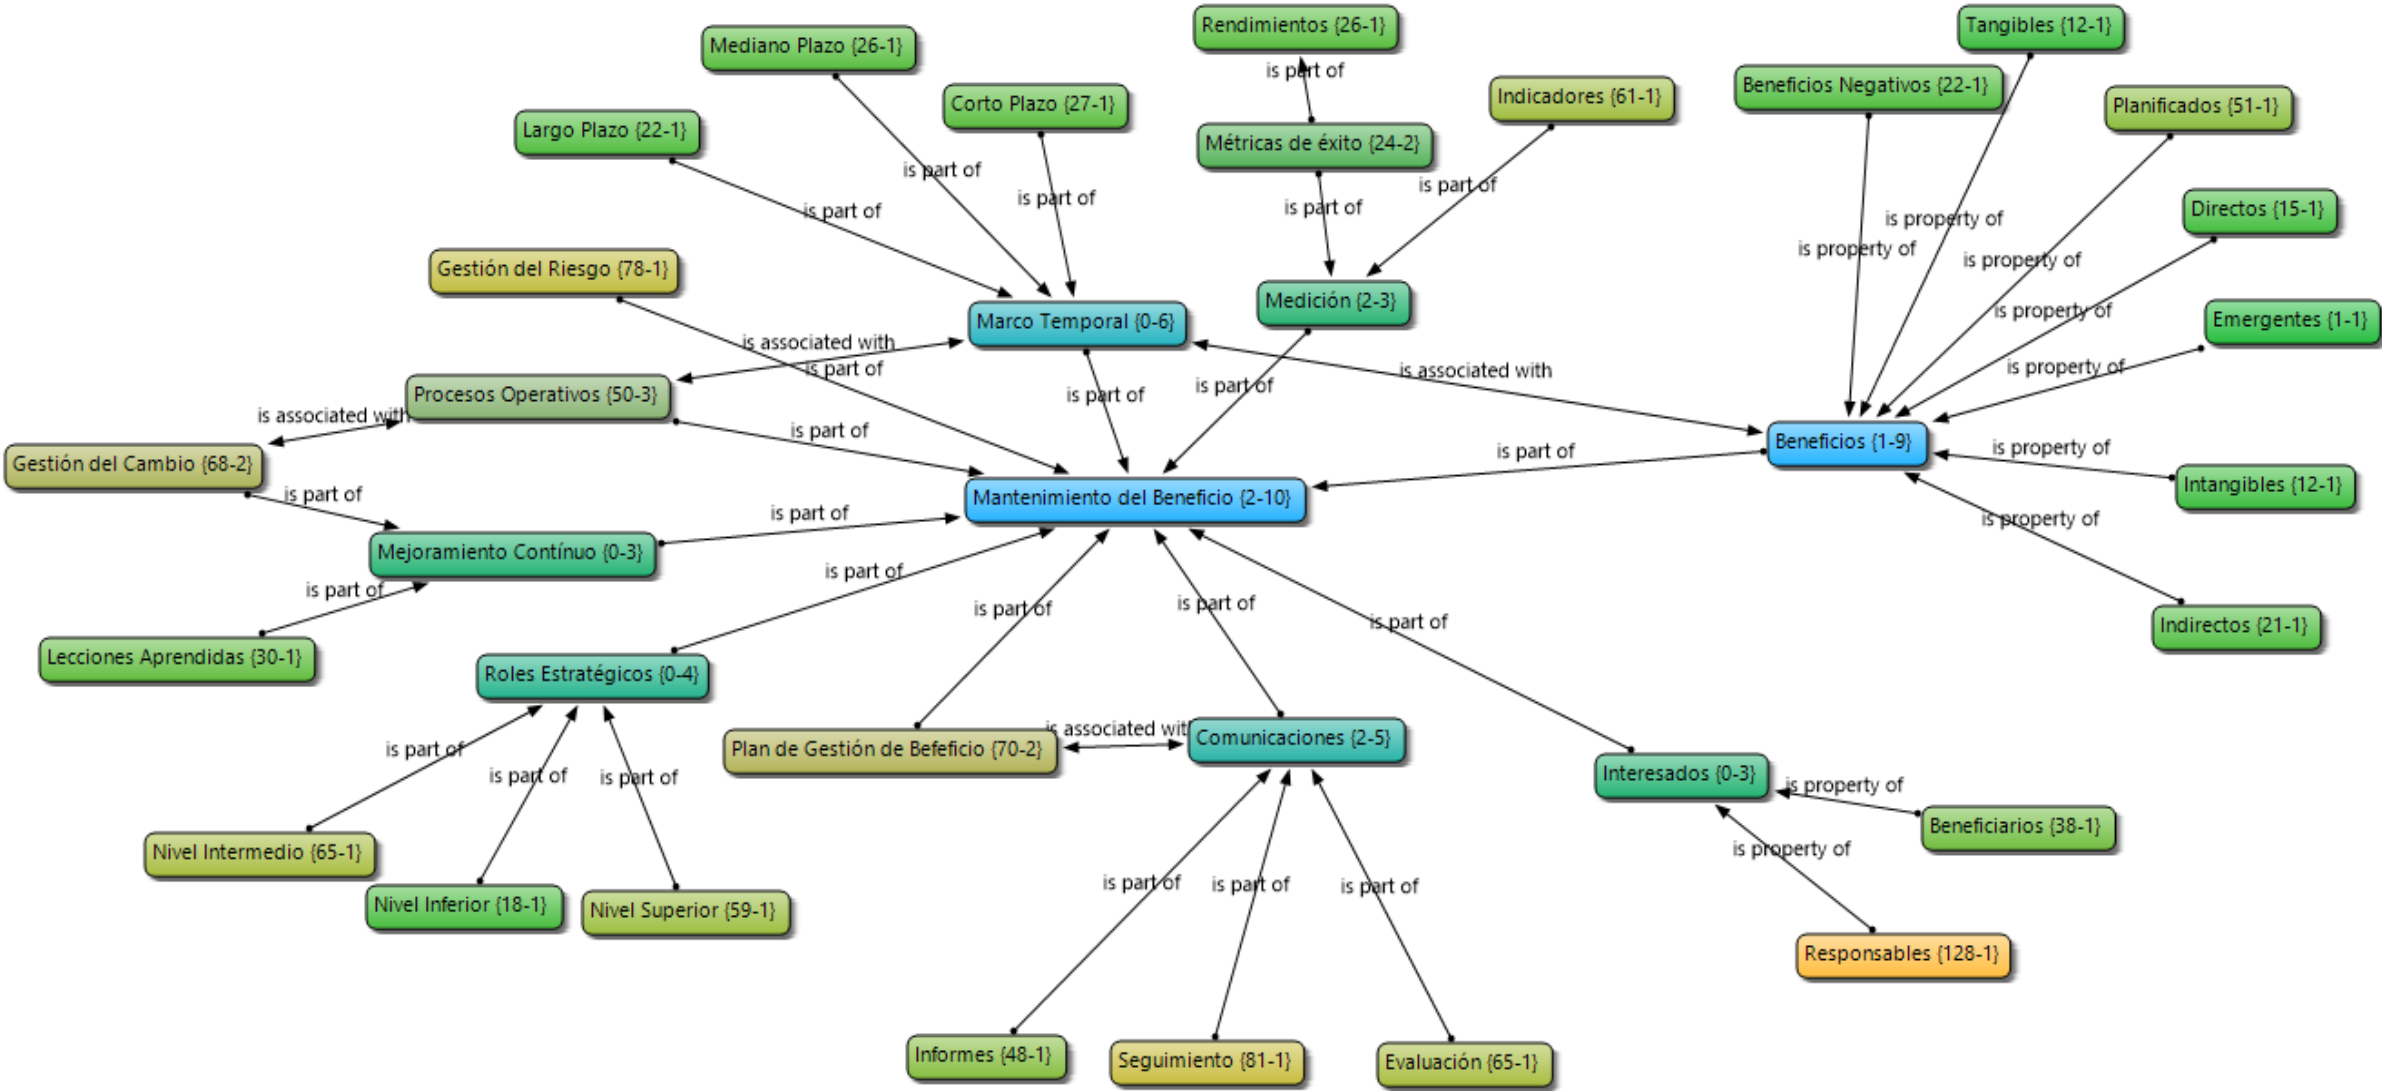 Rendimientos {26-1}
Tangibles {12-1}
Mediano Plazo {26-1}
is part of
Beneficios Negativos {22-1}
Indicadores {61-1}
Corto Plazo {27-1}
Planificados {51-1}
Largo Plazo {22-1}
Métricas de éxito {24-2}
is part of
is part of
is part of
is part of
is part of
Directos {15-1}
is property of
is property of
is property of
Gestión del Riesgo {78-1}
Medición {2-3}
is property of
Marco Temporal {0-6}
Emergentes {1-1}
is associated with
is part of
is associated with
is property of
is part of
is part of
Procesos Operativos {50-3}
is associated with
is part of
Beneficios {1-9}
is part of
is property of
Gestión del Cambio {68-2}
is part of
Mantenimiento del Beneficio {2-10}
Intangibles {12-1}
is part of
is property of
Mejoramiento Contínuo {0-3}
is part of
is part of
is part of
is part of
is part of
Indirectos {21-1}
Lecciones Aprendidas {30-1}
Roles Estratégicos {0-4}
is associated wit
Comunicaciones {2-5}
Plan de Gestión de Befeficio {70-2}
is part of
is part of
is part of
Interesados {0-3}
is property of
Beneficiarios {38-1}
Nivel Intermedio {65-1}
is property of
is part of
is part of
is part of
Nivel Inferior {18-1}
Nivel Superior {59-1}
Responsables {128-1}
Informes {48-1}
Seguimiento {81-1}
Evaluación {65-1}